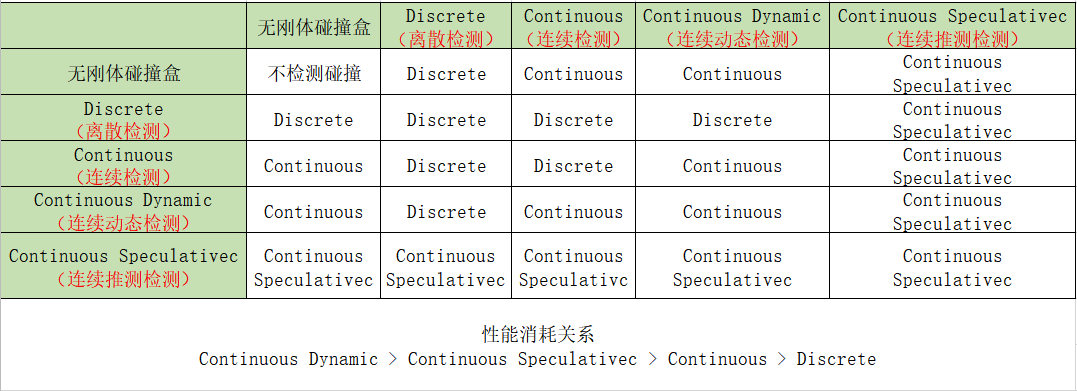 无刚体碰撞盒 Discrete Continuous Continuous Dynamic Continuous Speculativec
（离散检测） （连续检测） （连续动态检测） （连续推测检测）
无刚体碰撞盒 不检测碰撞 Discrete Continuous Continuous Continuous
Speculativec
Discrete
（离散检测） Discrete Discrete Discrete Discrete Continuous
Speculativec
Continuous
（连续检测） Continuous Discrete Discrete Continuous Continuous
Speculativec
Continuous Dynamic
（连续动态检测） Continuous Discrete Continuous Continuous Continuous
Speculativec
Continuous Speculativec Continuous Continuous Continuous Continuous Dynamic Continuous
（连续推测检测） Speculativec Speculativec Speculativc Speculativec Speculativec
性能消耗关系
Continuous Dynamic > Continuous Speculativec > Continuous > Discrete